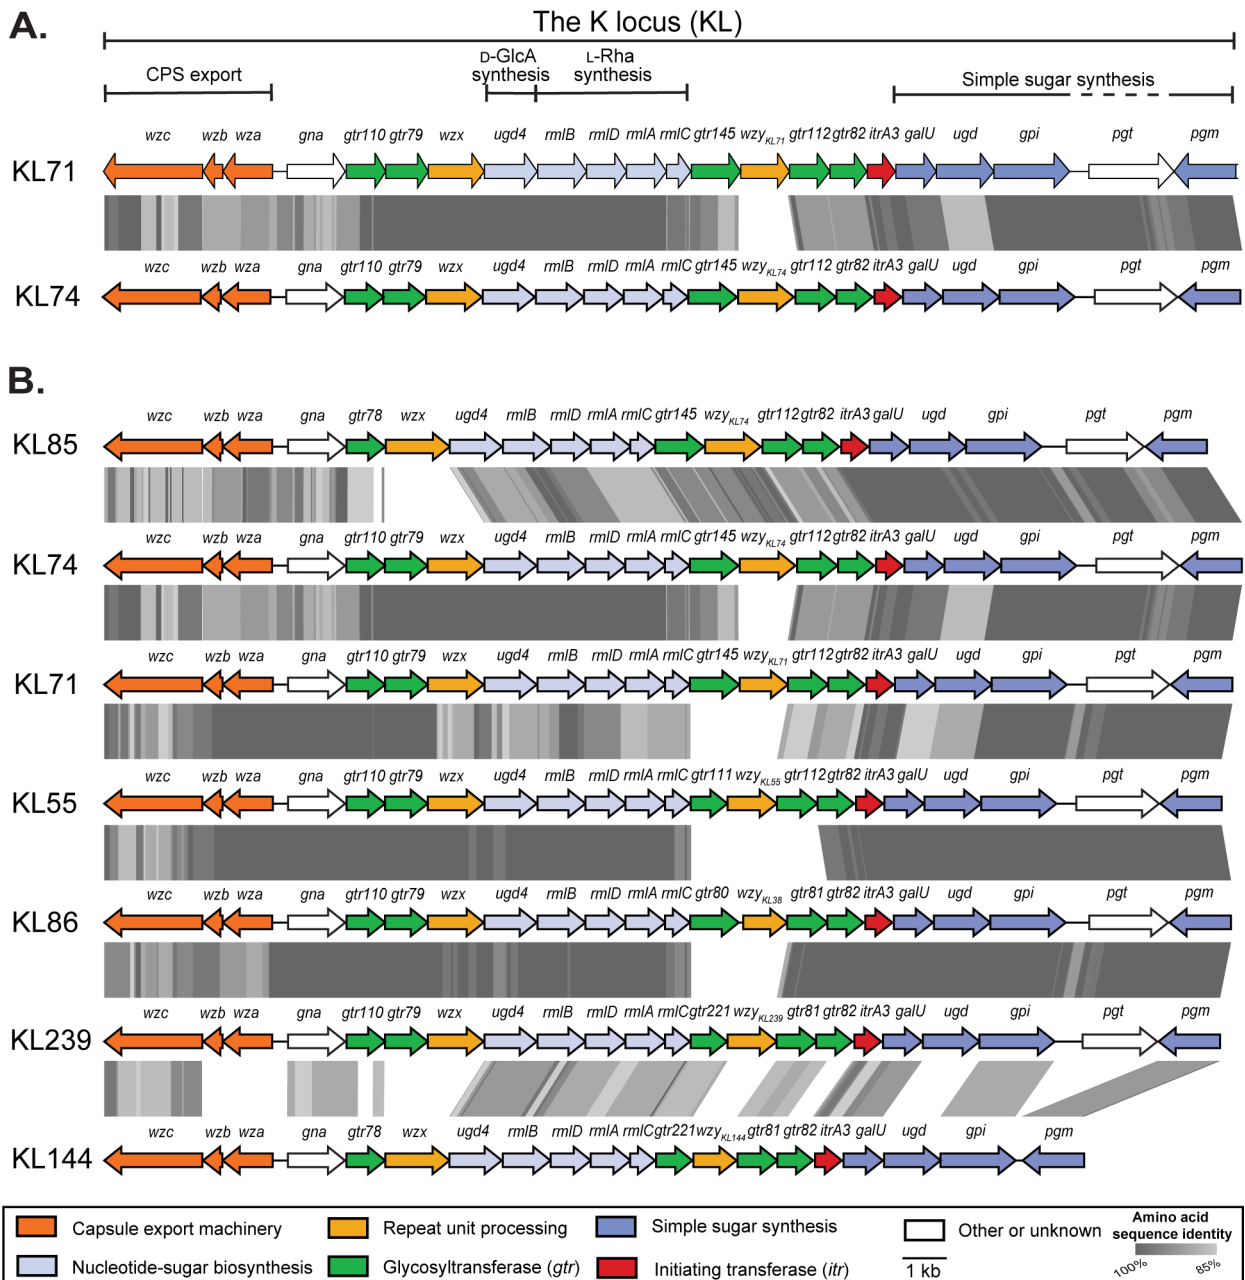 A.
The K locus (KL)
CPS export
D-GlcA synthesis
L-Rha synthesis
Simple sugar synthesis
wzc wzb wza gna gtr110 gtr79 wzx ugd4 rmlB rmlD rmlA rmlC gtr145 wzyKL71 gtr112 gtr82 itrA3 galU ugd gpi pgt pgm
KL71
wzc wzb wza gna gtr110 gtr79 wzx ugd4 rmlB rmlD rmlA rmlC gtr145 wzyKL74 gtr112 gtr82 itrA3 galU ugd gpi pgt pgm
KL74
B.
wzc wzb wza gna gtr78 wzx ugd4 rmlB rmlD rmlA rmlC gtr145 wzyKL74 gtr112 gtr82 itrA3 galU ugd gpi pgt pgm
KL85
wzc wzb wza gna gtr110 gtr79 wzx ugd4 rmlB rmlD rmlA rmlC gtr145 wzyKL74 gtr112 gtr82 itrA3 galU ugd gpi pgt pgm
KL74
wzc wzb wza gna gtr110 gtr79 wzx ugd4 rmlB rmlD rmlA rmlC gtr145 wzyKL71 gtr112 gtr82 itrA3 galU ugd gpi pgt pgm
KL71
wzc wzb wza gna gtr110 gtr79 wzx ugd4 rmlB rmlD rmlA rmlC gtr111 wzyKL55 gtr112 gtr82 itrA3 galU ugd gpi pgt pgm
KL55
wzc wzb wza gna gtr110 gtr79 wzx ugd4 rmlB rmlD rmlA rmlC gtr80 wzyKL38 gtr81 gtr82 itrA3 galU ugd gpi pgt pgm
KL86
wzc wzb wza gna gtr110 gtr79 wzx ugd4 rmlB rmlD rmlA rmlC gtr221 wzyKL239 gtr81 gtr82 itrA3 galU ugd gpi pgt pgm
KL239
wzc wzb wza gna gtr78 wzx ugd4 rmlB rmlD rmlA rmlC gtr221 wzyKL144 gtr81 gtr82 itrA3 galU ugd gpi pgm
KL144
Capsule export machinery
Repeat unit processing
Simple sugar synthesis
Other or unknown
Amino acid
sequence identity
100% 85%
Nucleotide-sugar biosynthesis
Glycosyltransferase (gtr)
Initiating transferase (itr)
1 kb